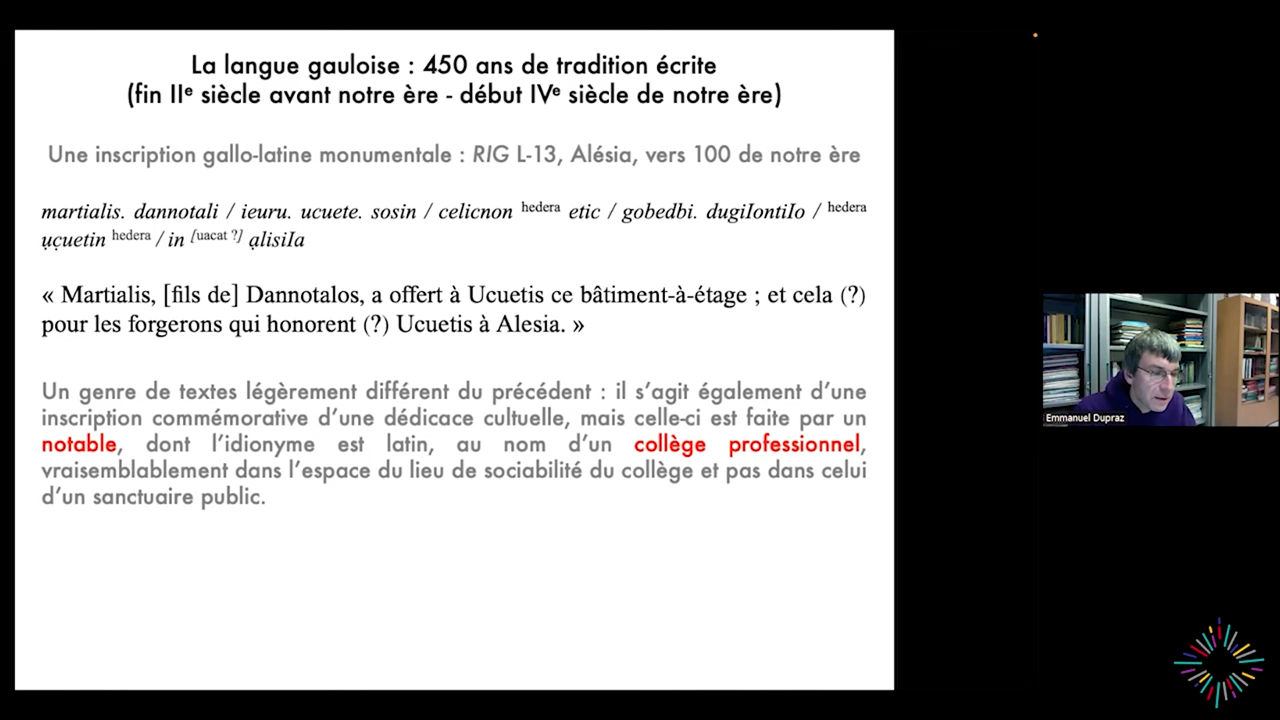 La langue gauloise : 450 ans de tradition écrite
(fin IIᵉ siècle avant notre ère - début IVᵉ siècle de notre ère)
Une inscription gallo-latine monumentale : RIG L-13, Alésia, vers 100 de notre ère
martialis. dannotali / ieuru. ucuete. sosin / celicnon hedera etic / gobedbi. dugiIontiIo / hedera
ục̣uetin hedera / in [uacat ?] ạlisiIa
« Martialis, [fils de] Dannotalos, a offert à Ucuetis ce bâtiment-à-étage ; et cela (?)
pour les forgerons qui honorent (?) Ucuetis à Alesia. »
Un genre de textes légèrement différent du précédent : il s’agit également d’une
inscription commémorative d’une dédicace cultuelle, mais celle-ci est faite par un
notable, dont l’idionyme est latin, au nom d’un collège professionnel,
vraisemblablement dans l’espace du lieu de sociabilité du collège et pas dans celui
d’un sanctuaire public.
Emmanuel Dupraz